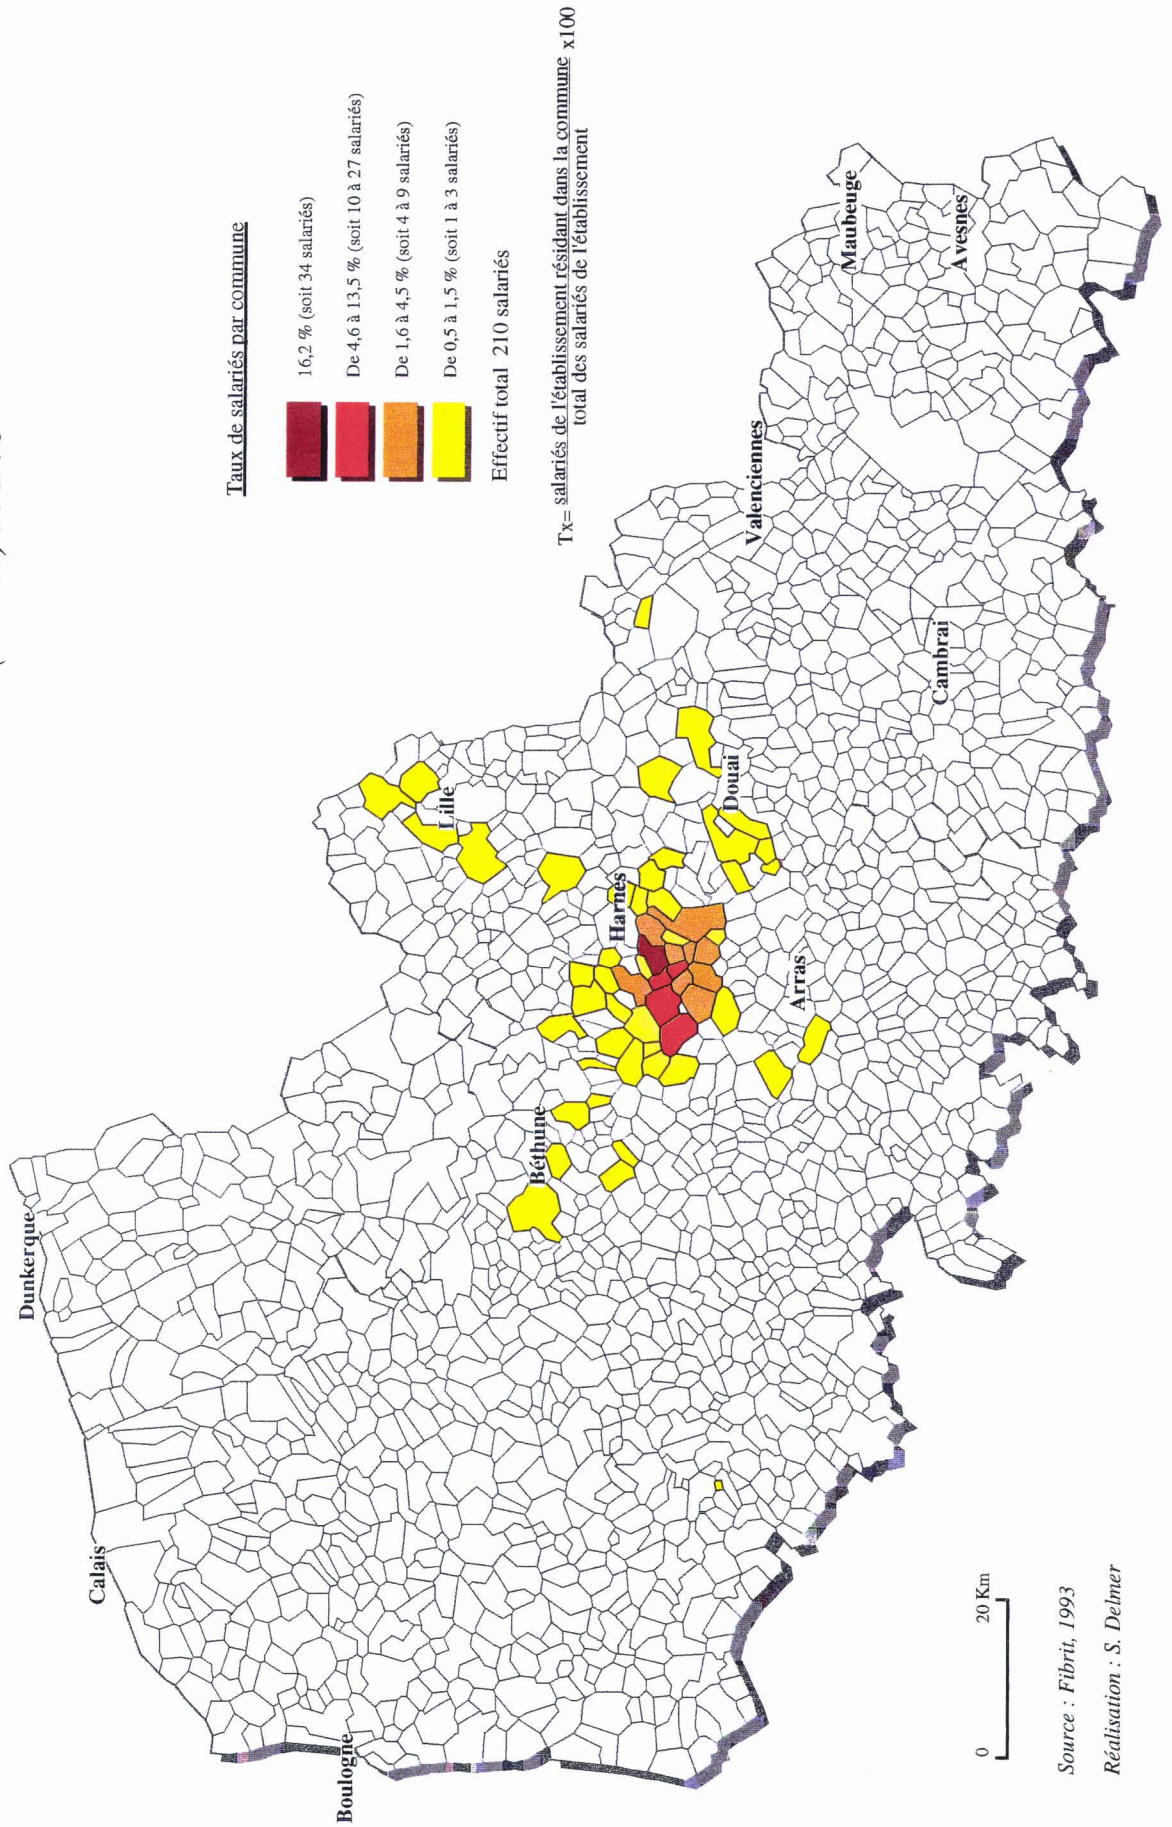 Taux de salariés par commune
16,2 % (soit 34 salariés)
De 4,6 à 13,5 % (soit 10 à 27 salariés)
De 1,6 à 4,5 % (soit 4 à 9 salariés)
De 0,5 à 1,5 % (soit 1 à 3 salariés)
Effectif total 210 salariés
Tx= salariés de l'établissement résidant dans la commune x100
total des salariés de l'établissement
Dunkerque
Calais
Boulogne
Lille
Béthune
Harnes
Douai
Arras
Valenciennes
Cambrai
Maubeuge
Avesnes
0 20 Km
Source : Fibrit, 1993
Réalisation : S. Delmer